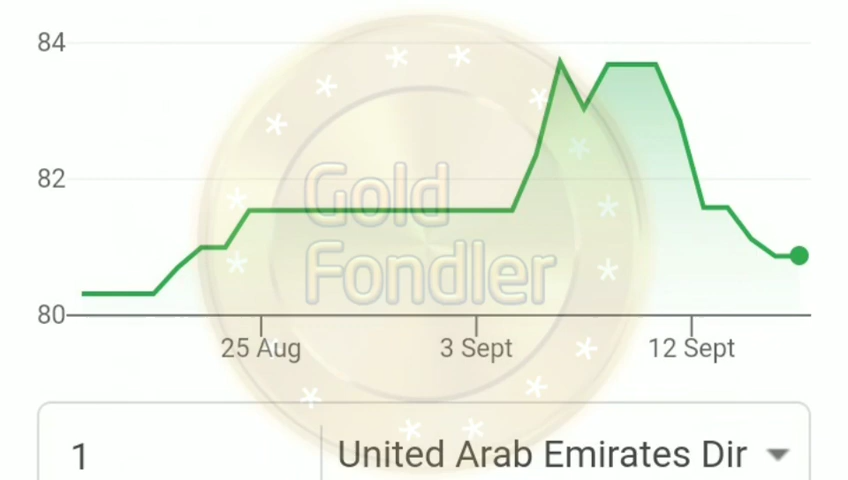 84
82
80
Gold
Fondler
25 Aug
3 Sept
12 Sept
1
United Arab Emirates Dir